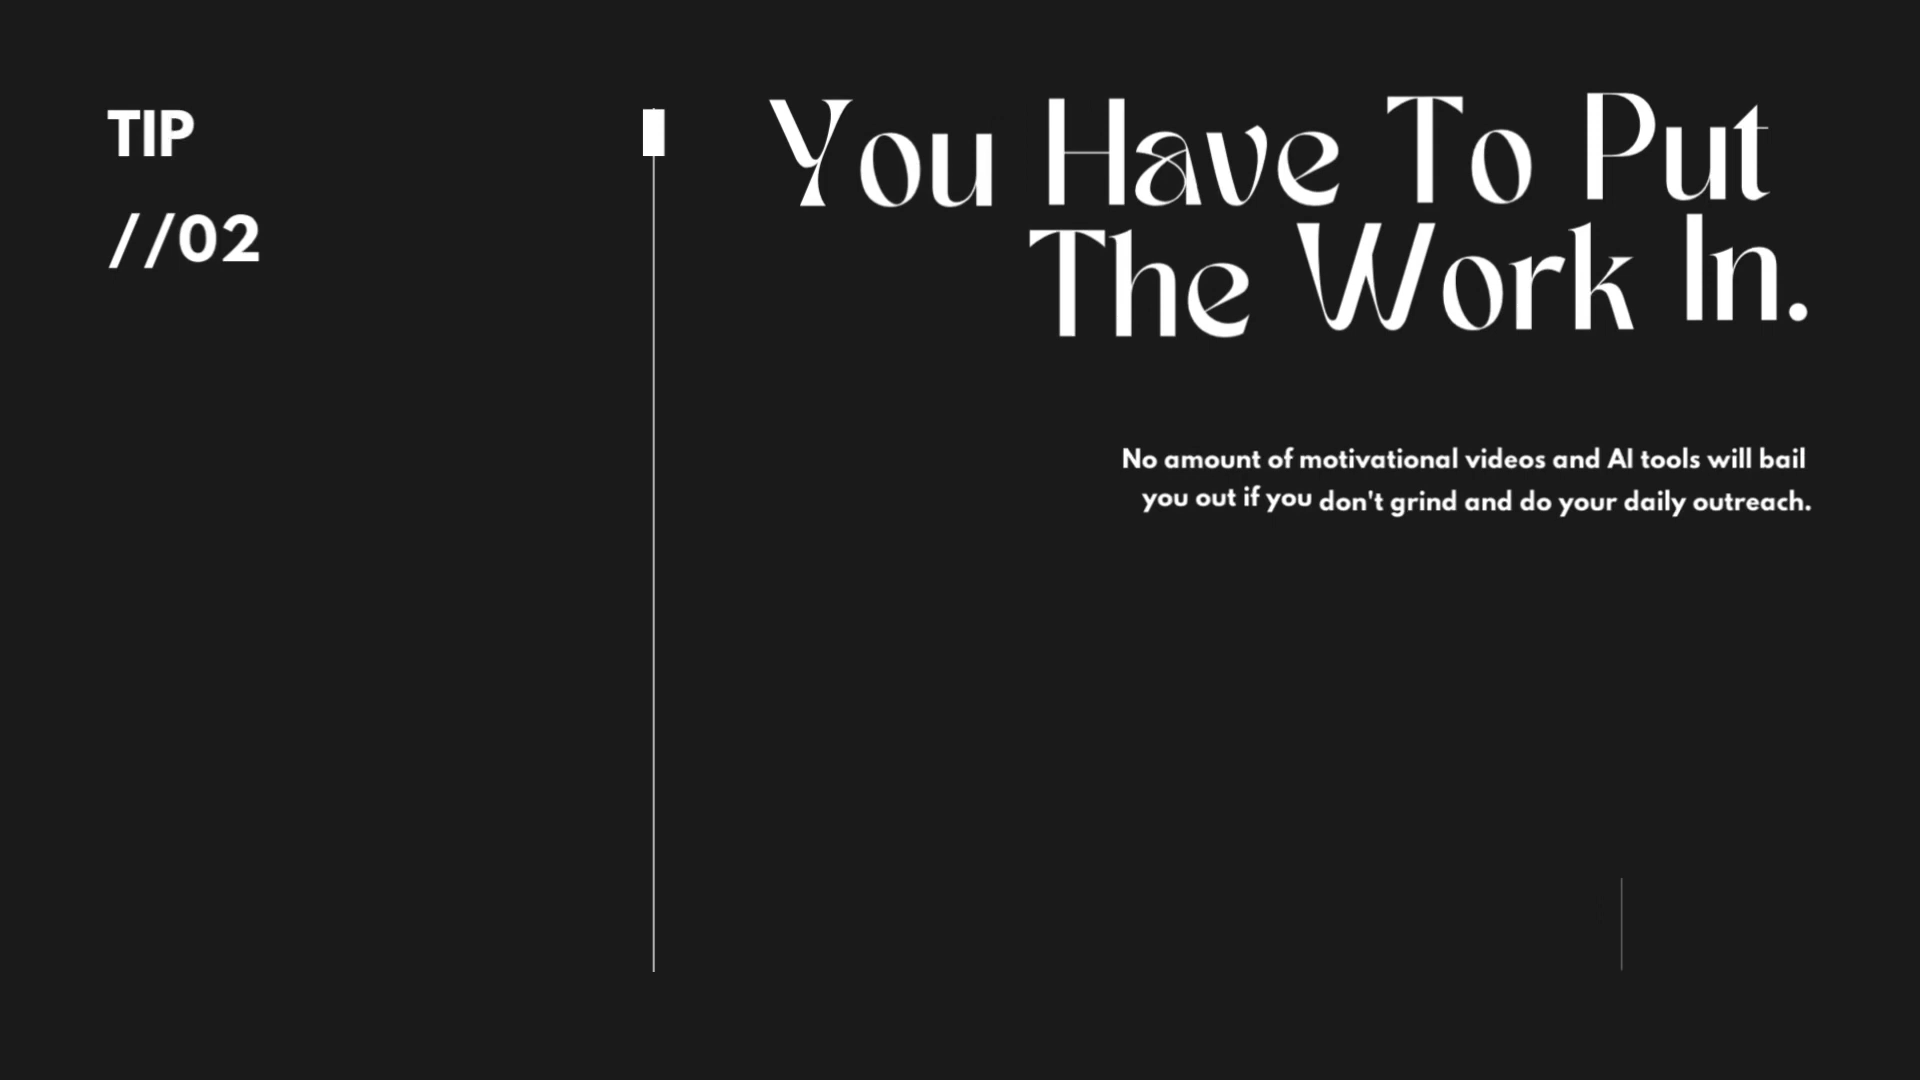 TIP
//02
You Have To Put
The Work In.
No amount of motivational videos and AI tools will bail
you out if you don't grind and do your daily outreach.